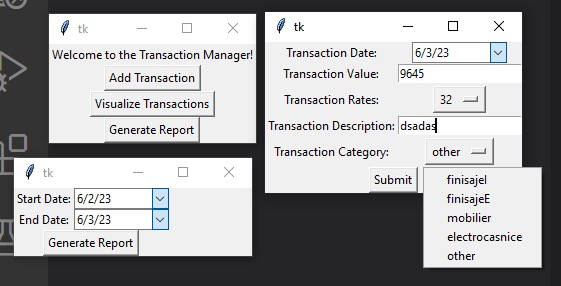 tk
Welcome to the Transaction Manager!
Add Transaction
Visualize Transactions
Generate Report
tk
Transaction Date: 6/3/23
Transaction Value: 9645
Transaction Rates: 32
Transaction Description: dsadas
Transaction Category: other
Submit
finisajeI
finisajeE
mobilier
electrocasnice
other
tk
Start Date: 6/2/23
End Date: 6/3/23
Generate Report